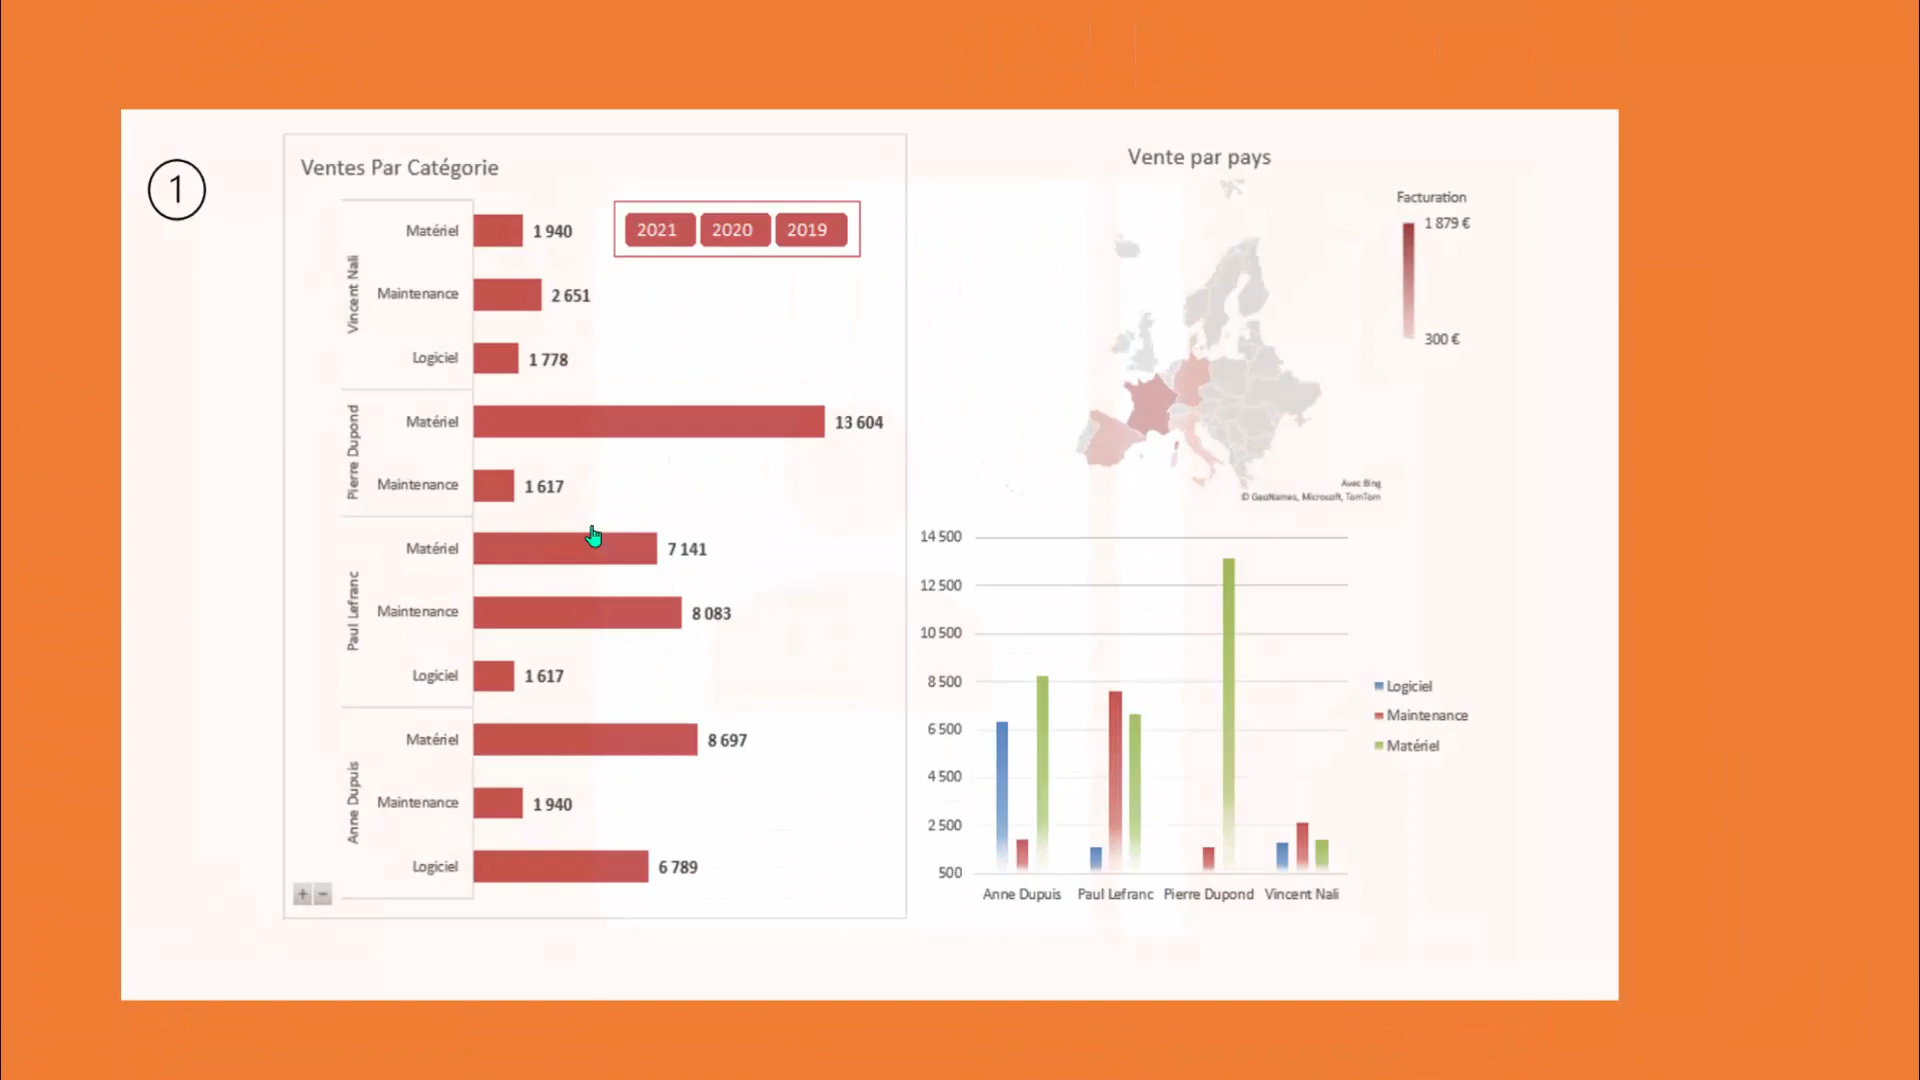 1
Ventes Par Catégorie
2021 2020 2019
Vincent Nali
Matériel 1 940
Maintenance 2 651
Logiciel 1 778
Pierre Dupond
Matériel 13 604
Maintenance 1 617
Paul Lefranc
Matériel 7 141
Maintenance 8 083
Logiciel 1 617
Anne Dupuis
Matériel 8 697
Maintenance 1 940
Logiciel 6 789
+ -
Vente par pays
Facturation
1 879 €
300 €
Avec Bing
© GeoNames, Microsoft, TomTom
14 500
12 500
10 500
8 500
6 500
4 500
2 500
500
Anne Dupuis Paul Lefranc Pierre Dupond Vincent Nali
Logiciel
Maintenance
Matériel